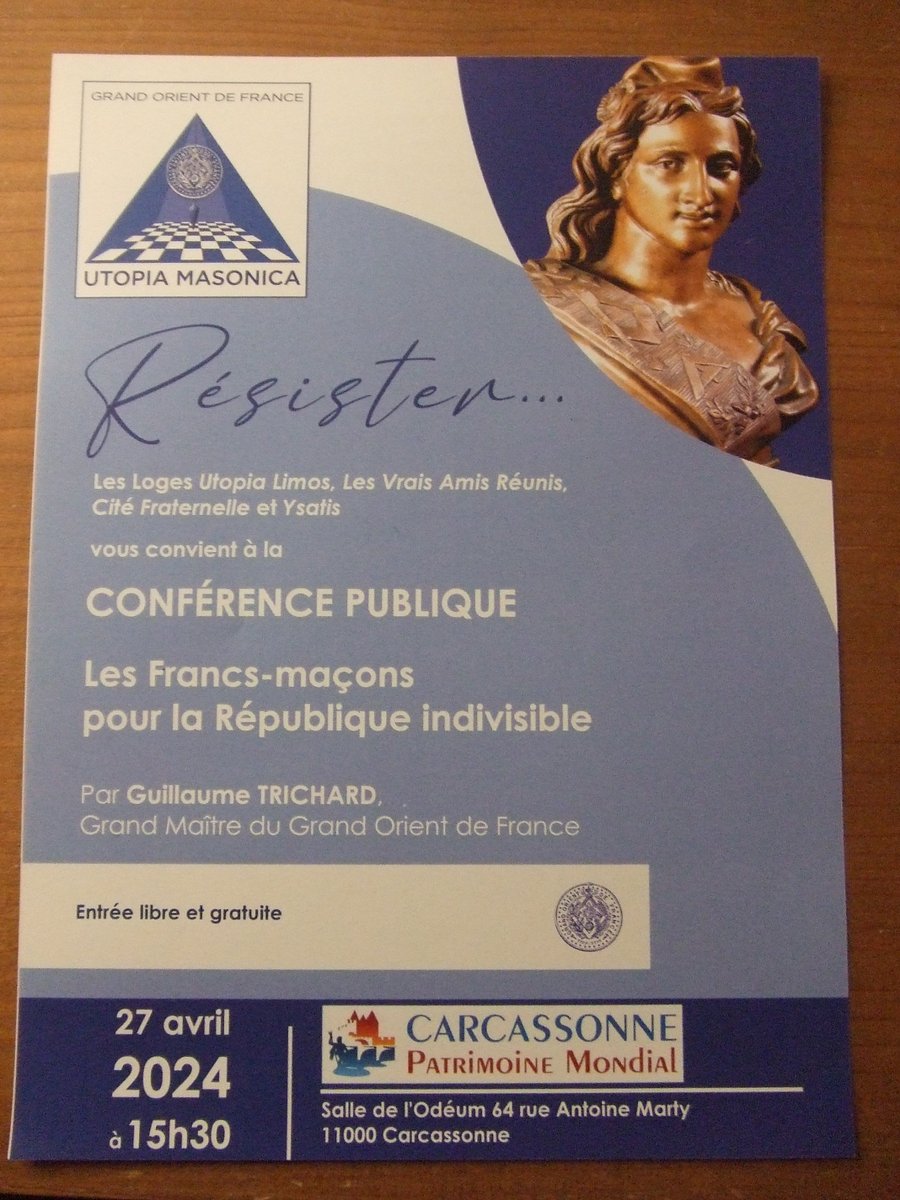 GRAND ORIENT DE FRANCE
UTOPIA MASONICA
Résister...
Les Loges Utopia Limos, Les Vrais Amis Réunis,
Cité Fraternelle et Ysatis
vous convient à la
CONFÉRENCE PUBLIQUE
Les Francs-maçons
pour la République indivisible
Par Guillaume TRICHARD,
Grand Maître du Grand Orient de France
Entrée libre et gratuite
27 avril
2024
à 15h30
CARCASSONNE
PATRIMOINE MONDIAL
Salle de l'Odéum 64 rue Antoine Marty
11000 Carcassonne